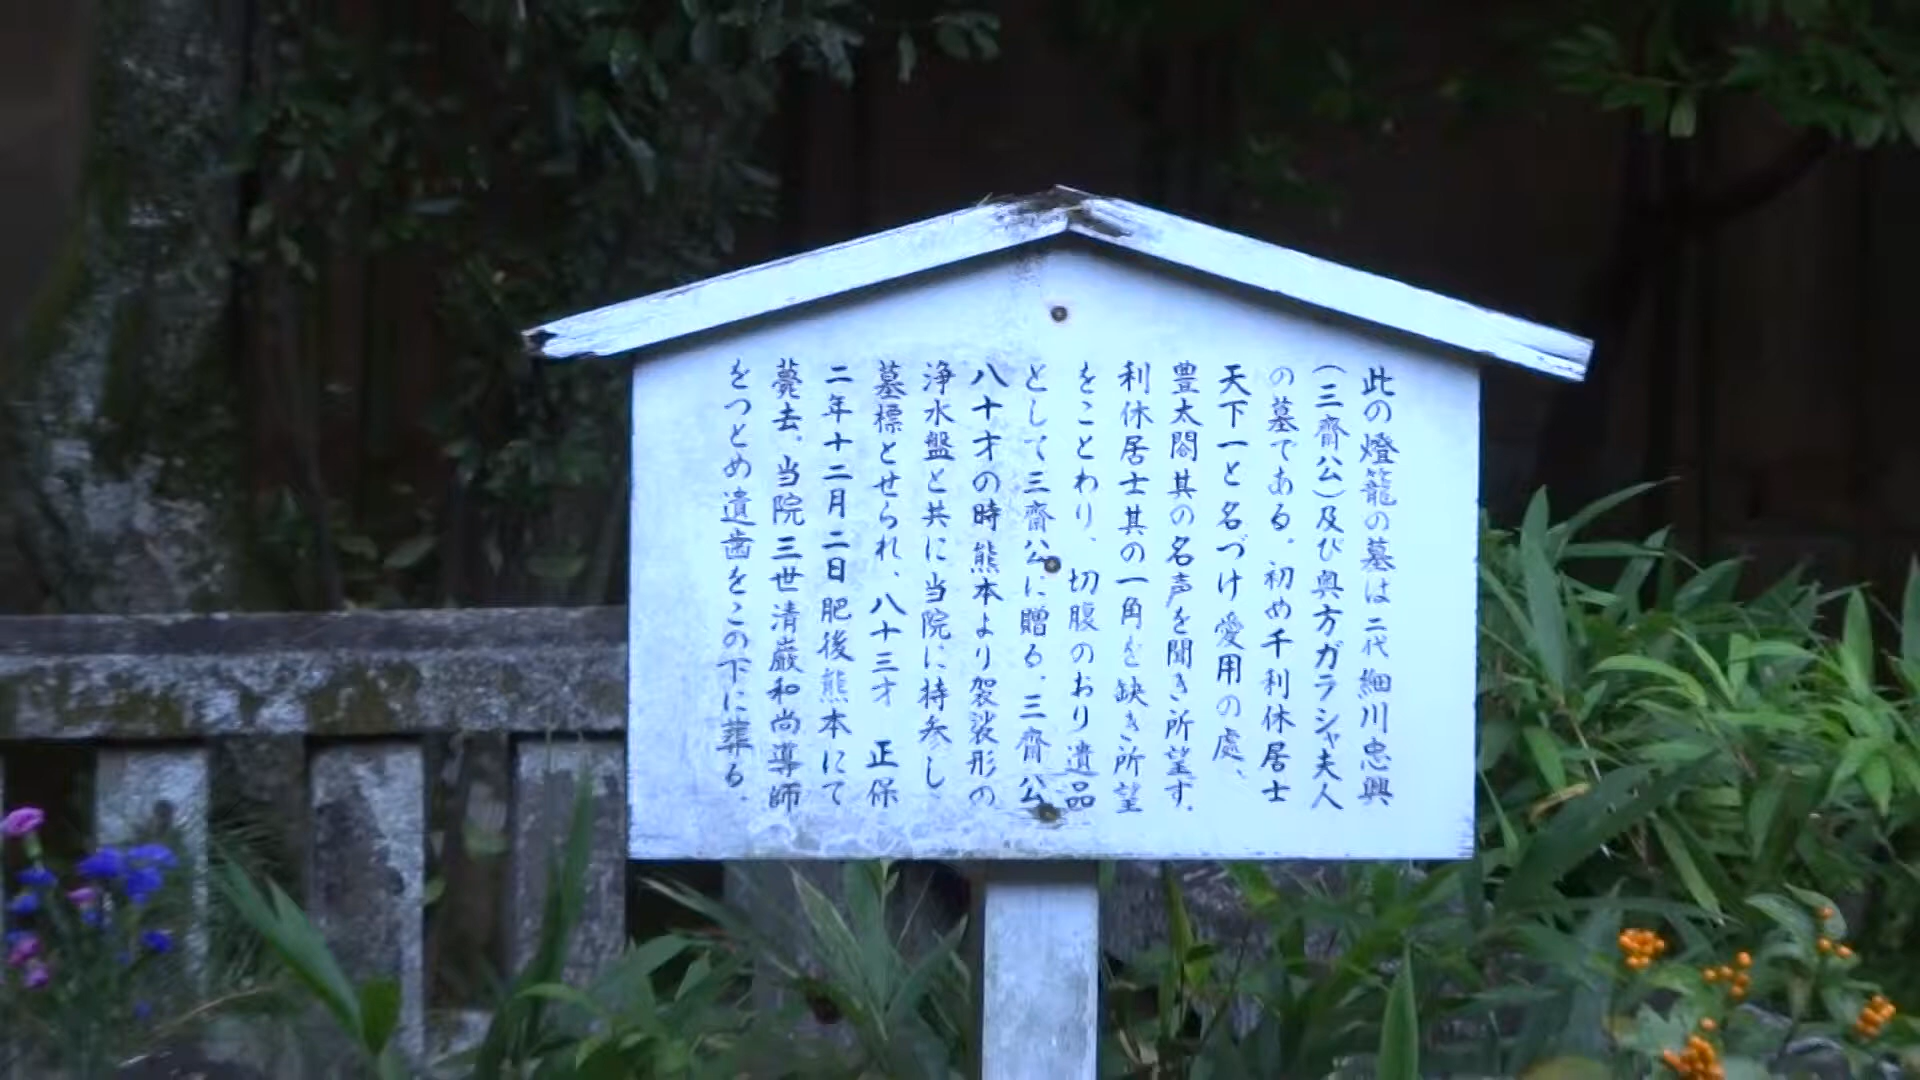 此の燈籠の墓は二代細川忠興
(三齋公)及び奥方ガラシャ夫人
の墓である。初め千利休居士
天下一と名づけ愛用の處、
豊太閤其の名声を聞き所望す。
利休居士其の一角を缺き所望
をことわり、切腹のおり遺品
として三齋公に贈る。三齋公
八十才の時熊本より袈裟形の
浄水盤と共に当院に持参し
墓標とせられ、八十三才 正保
二年十二月二日肥後熊本にて
薨去。当院三世清巌和尚導師
をつとめ遺歯をこの下に葬る。